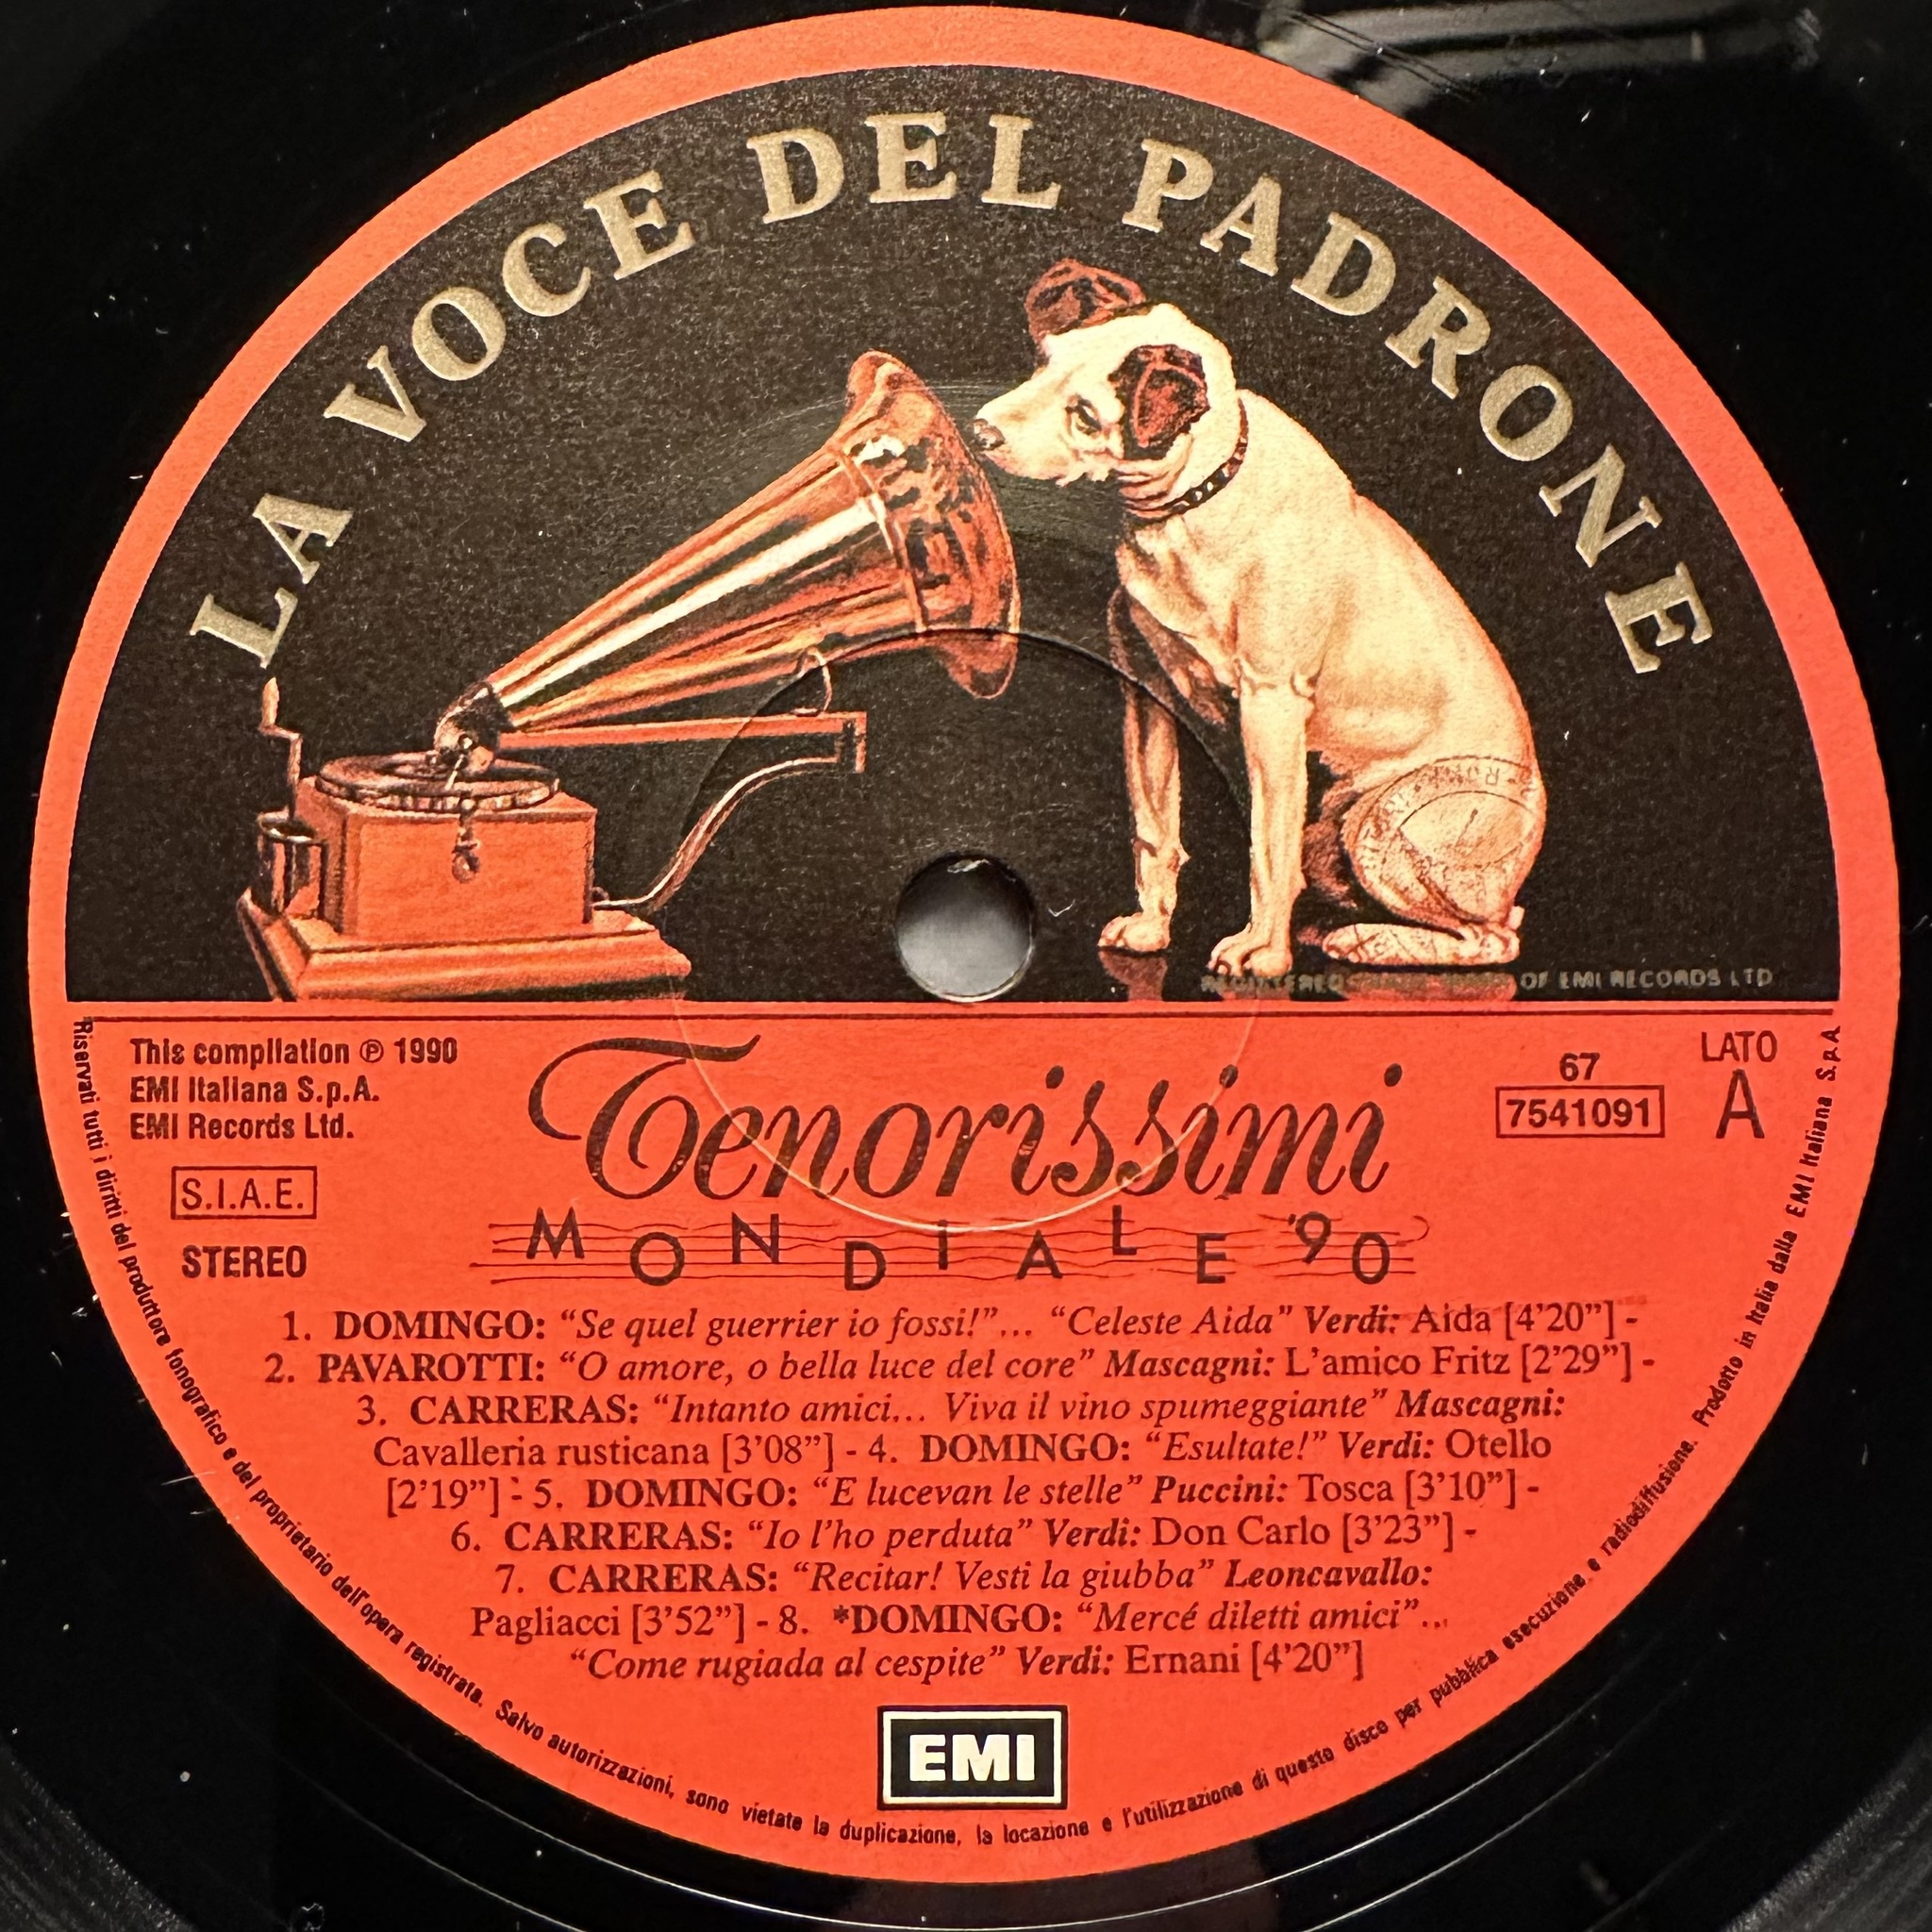 LA VOCE DEL PADRONE
REGISTERED TRADE MARK OF EMI RECORDS LTD
This compilation ℗ 1990
EMI Italiana S.p.A.
EMI Records Ltd.
S.I.A.E.
STEREO
Tenorissimi
MONDIALE '90
67
7541091
LATO
A
1. DOMINGO: “Se quel guerrier io fossi!”... “Celeste Aida” Verdi: Aida [4’20”] -
2. PAVAROTTI: “O amore, o bella luce del core” Mascagni: L’amico Fritz [2’29”] -
3. CARRERAS: “Intanto amici... Viva il vino spumeggiante” Mascagni:
Cavalleria rusticana [3’08”] - 4. DOMINGO: “Esultate!” Verdi: Otello
[2’19”] - 5. DOMINGO: “E lucevan le stelle” Puccini: Tosca [3’10”] -
6. CARRERAS: “Io l’ho perduta” Verdi: Don Carlo [3’23”] -
7. CARRERAS: “Recitar! Vesti la giubba” Leoncavallo:
Pagliacci [3’52”] - 8. *DOMINGO: “Mercé diletti amici”...
“Come rugiada al cespite” Verdi: Ernani [4’20”]
EMI
Riservati tutti i diritti del produttore fonografico e del proprietario dell'opera registrata. Salvo autorizzazioni, sono vietate la duplicazione, la locazione e l'utilizzazione di questo disco per pubblica esecuzione e radiodiffusione. Prodotto in Italia dalla EMI Italiana S.p.A.